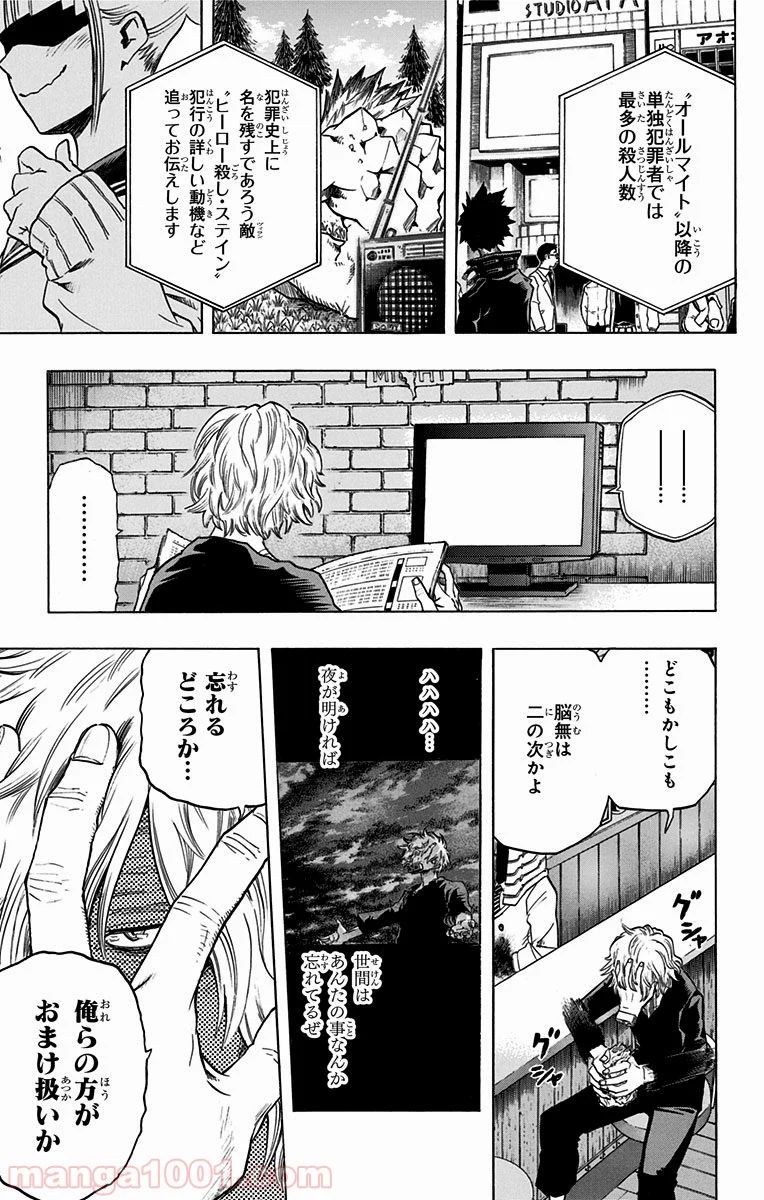 STUDIO AYA
アオ
〝オールマイト〟以降の
単独犯罪者では
最多の殺人数
犯罪史上に
名を残すであろう敵
〝ヒーロー殺し・ステイン〟
犯行の詳しい動機など
追ってお伝えします
………
………
どこもかしこも
………
脳無は
二の次かよ
グ
シャ
グ
シャ
ハハハハ…
夜が明ければ
世間は
あんたの事なんか
忘れてるぜ
忘れる
どころか…
俺らの方が
おまけ扱いか
manga1001.com